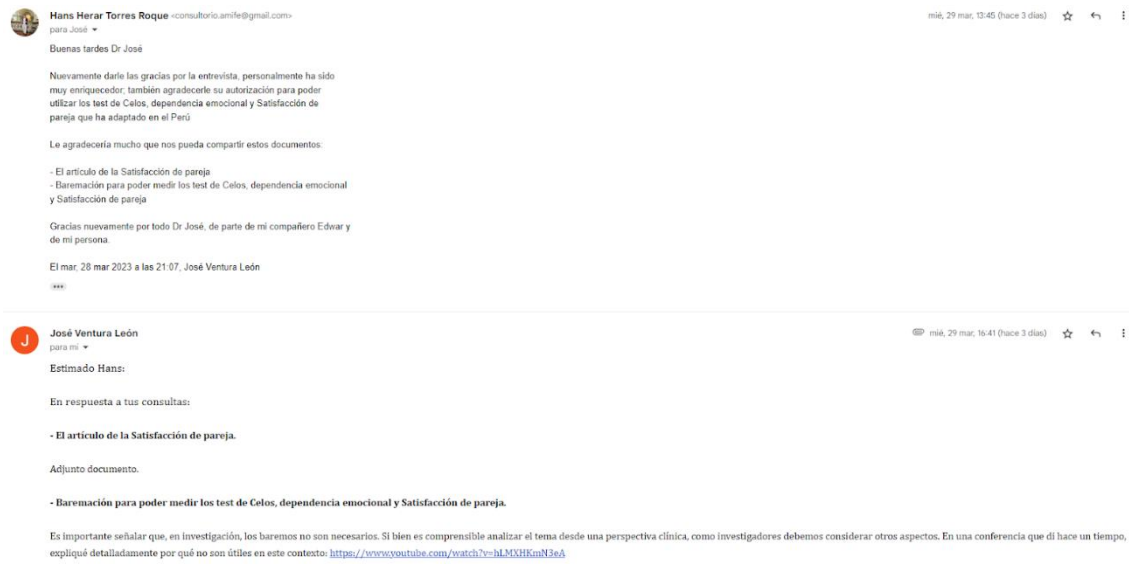 Hans Herar Torres Roque <consultorio.amife@gmail.com>
mié, 29 mar, 13:45 (hace 3 días)
para José
Buenas tardes Dr José
Nuevamente darle las gracias por la entrevista, personalmente ha sido
muy enriquecedor; también agradecerle su autorización para poder
utilizar los test de Celos, dependencia emocional y Satisfacción de
pareja que ha adaptado en el Perú
Le agradecería mucho que nos pueda compartir estos documentos:
- El artículo de la Satisfacción de pareja
- Baremación para poder medir los test de Celos, dependencia emocional
y Satisfacción de pareja
Gracias nuevamente por todo Dr José, de parte de mi compañero Edwar y
de mi persona.
El mar, 28 mar 2023 a las 21:07, José Ventura León
J
José Ventura León
mié, 29 mar, 16:41 (hace 3 días)
para mí
Estimado Hans:
En respuesta a tus consultas:
- El artículo de la Satisfacción de pareja.
Adjunto documento.
- Baremación para poder medir los test de Celos, dependencia emocional y Satisfacción de pareja.
Es importante señalar que, en investigación, los baremos no son necesarios. Si bien es comprensible analizar el tema desde una perspectiva clínica, como investigadores debemos considerar otros aspectos. En una conferencia que di hace un tiempo,
expliqué detalladamente por qué no son útiles en este contexto: https://www.youtube.com/watch?v=hLMXHKmN3eA